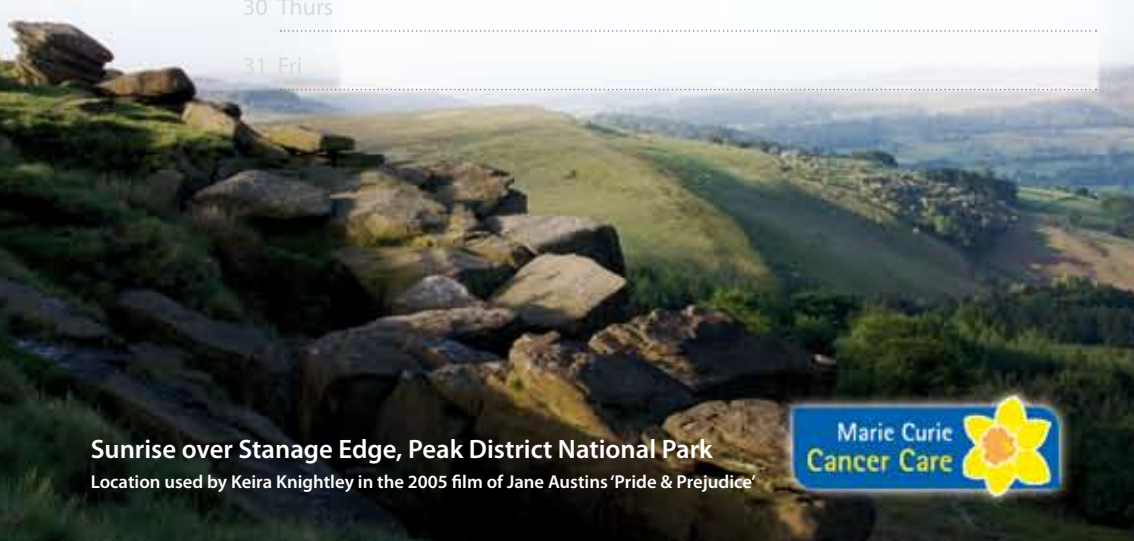 30 Thurs
31 Fri
Sunrise over Stanage Edge, Peak District National Park
Location used by Keira Knightley in the 2005 film of Jane Austins 'Pride & Prejudice'
Marie Curie
Cancer Care